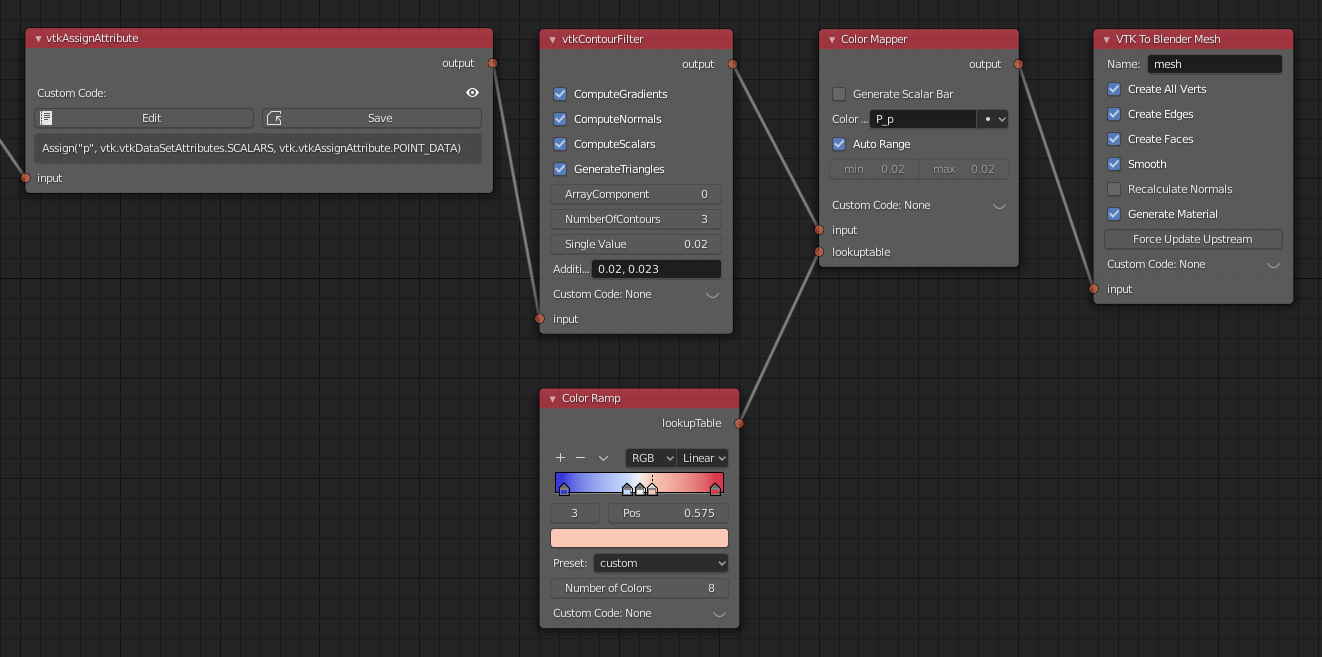 vtkAssignAttribute
output
Custom Code:
Edit
Save
Assign("p", vtk.vtkDataSetAttributes.SCALARS, vtk.vtkAssignAttribute.POINT_DATA)
input
vtkContourFilter
output
ComputeGradients
ComputeNormals
ComputeScalars
GenerateTriangles
ArrayComponent 0
NumberOfContours 3
Single Value 0.02
Additi... 0.02, 0.023
Custom Code: None
input
Color Ramp
lookupTable
RGB Linear
3 Pos 0.575
Preset: custom
Number of Colors 8
Custom Code: None
Color Mapper
output
Generate Scalar Bar
Color ... P_p
Auto Range
min 0.02 max 0.02
Custom Code: None
input
lookuptable
VTK To Blender Mesh
Name: mesh
Create All Verts
Create Edges
Create Faces
Smooth
Recalculate Normals
Generate Material
Force Update Upstream
Custom Code: None
input